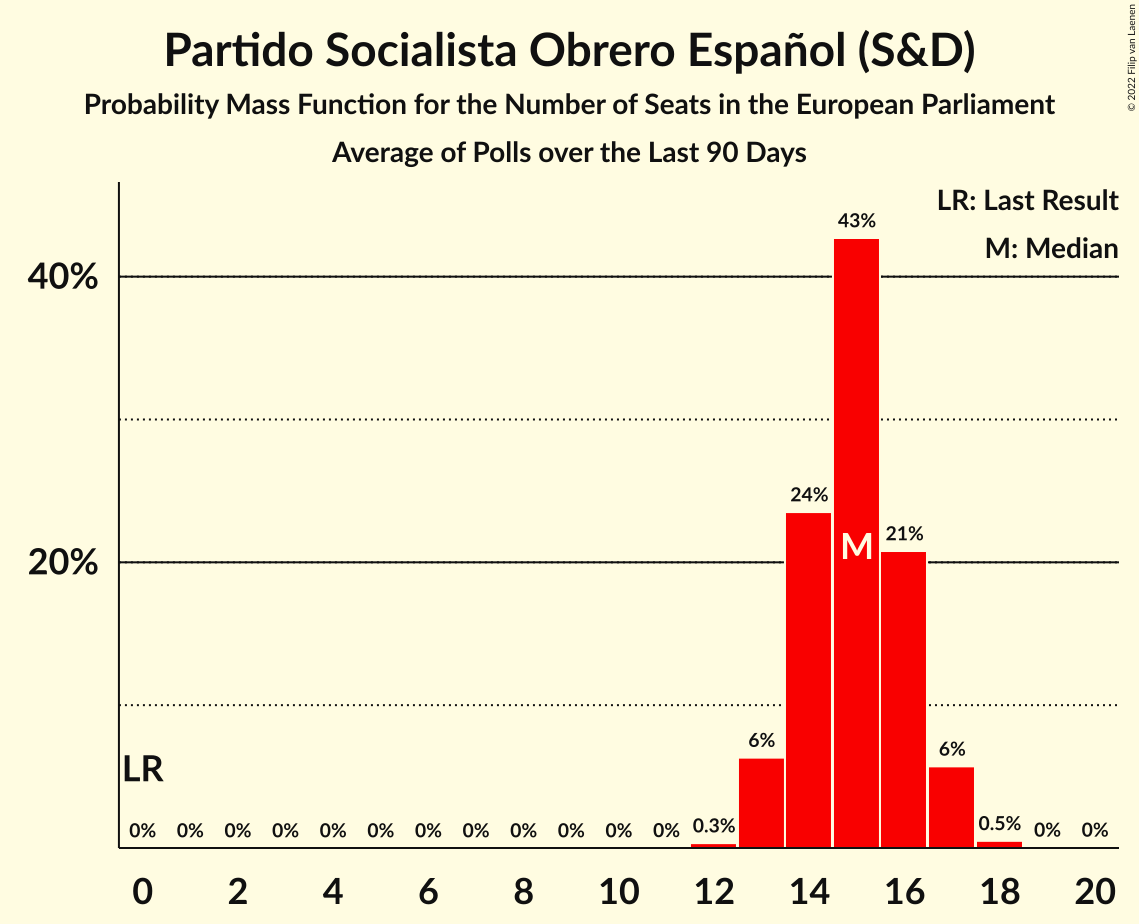 Partido Socialista Obrero Español (S&D)
Probability Mass Function for the Number of Seats in the European Parliament
Average of Polls over the Last 90 Days
© 2022 Filip van Laenen
LR: Last Result
M: Median
43%
40%
24%
21%
M
20%
6%
6%
LR
0% 0% 0% 0% 0% 0% 0% 0% 0% 0% 0% 0% 0.3% 0.5% 0% 0%
0 2 4 6 8 10 12 14 16 18 20